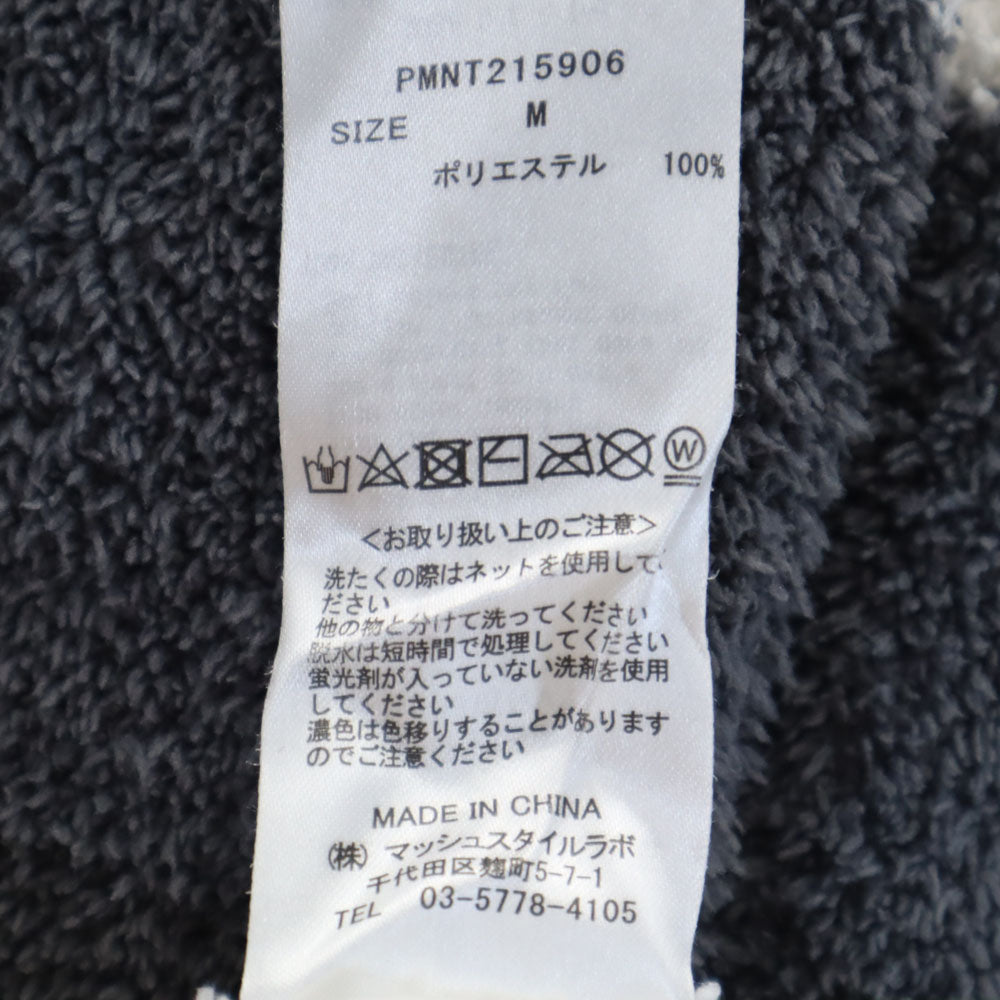 PMNT215906
SIZE M
ポリエステル 100%
W
<お取り扱い上のご注意>
洗たくの際はネットを使用して
ださい
他の物と分けて洗ってください
脱水は短時間で処理してください
蛍光剤が入っていない洗剤を使用
してください
濃色は色移りすることがあります
のでご注意ください
MADE IN CHINA
(株) マッシュスタイルラボ
千代田区麹町5-7-1
TEL 03-5778-4105